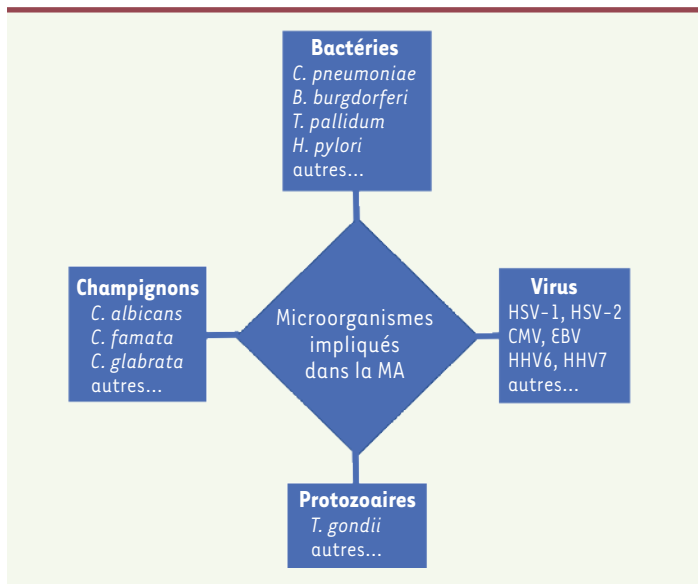 Bactéries
C. pneumoniae
B. burgdorferi
T. pallidum
H. pylori
autres...
Champignons
C. albicans
C. famata
C. glabrata
autres...
Microorganismes
impliqués
dans la MA
Virus
HSV-1, HSV-2
CMV, EBV
HHV6, HHV7
autres...
Protozoaires
T. gondii
autres...